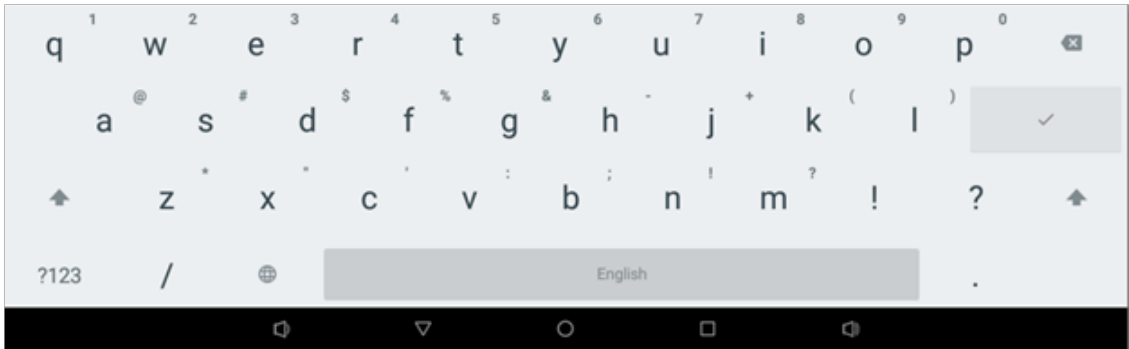 1 2 3 4 5 6 7 8 9 0
q w e r t y u i o p
@ # $ % & - + ( )
a s d f g h j k l
* " ' : ; ! ?
z x c v b n m ! ?
?123 / English .